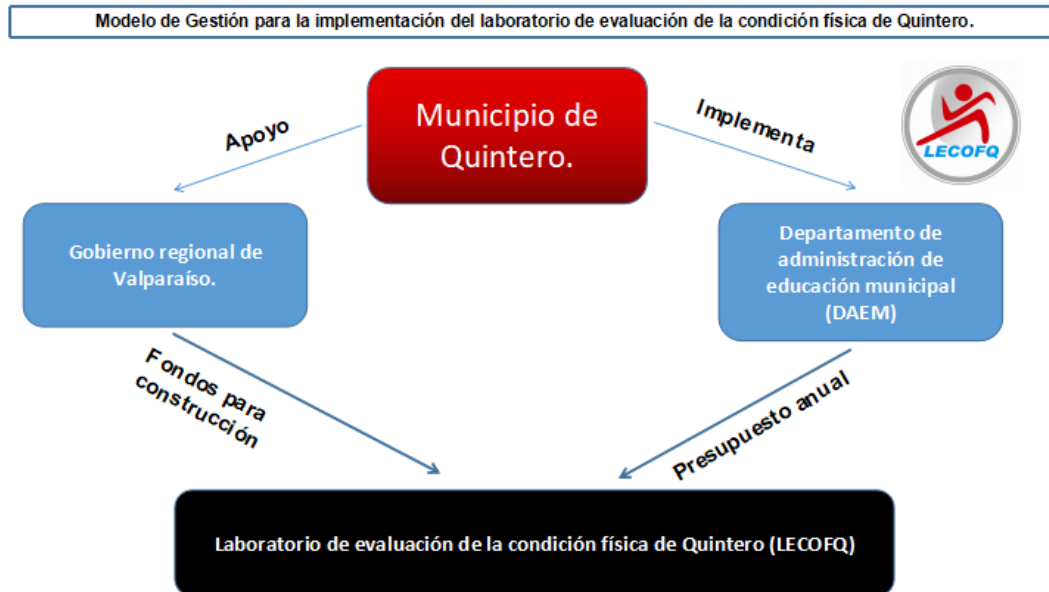 Modelo de Gestión para la implementación del laboratorio de evaluación de la condición física de Quintero.
Municipio de
Quintero.
LECOFQ
Apoyo
Implementa
Gobierno regional de
Valparaíso.
Departamento de
administración de
educación municipal
(DAEM)
Fondos para
construcción
Presupuesto anual
Laboratorio de evaluación de la condición física de Quintero (LECOFQ)